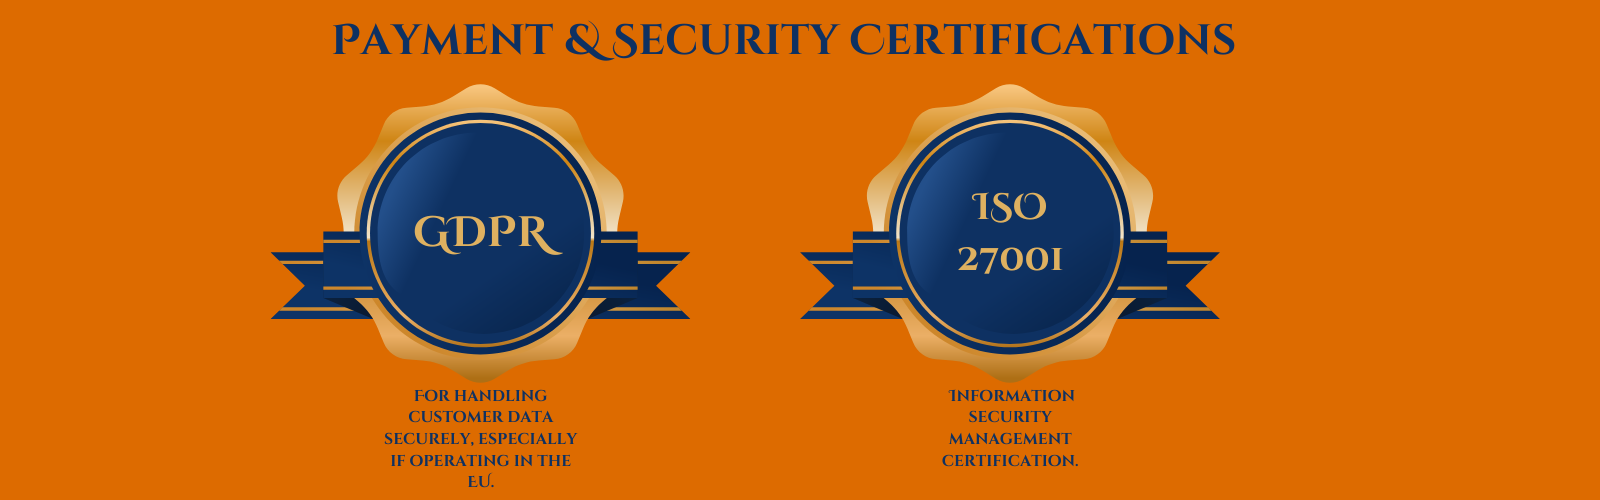 Payment & Security Certifications
GDPR
For handling
customer data
securely, especially
if operating in the
EU.
ISO
27001
Information
security
management
certification.